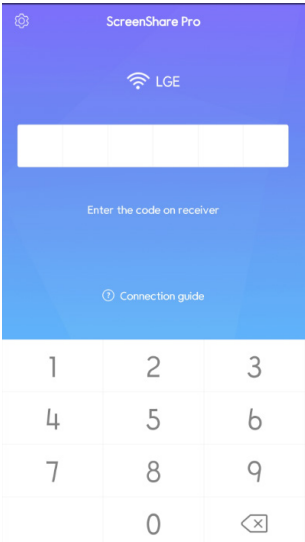 ScreenShare Pro
LGE
Enter the code on receiver
? Connection guide
1 2 3
4 5 6
7 8 9
0